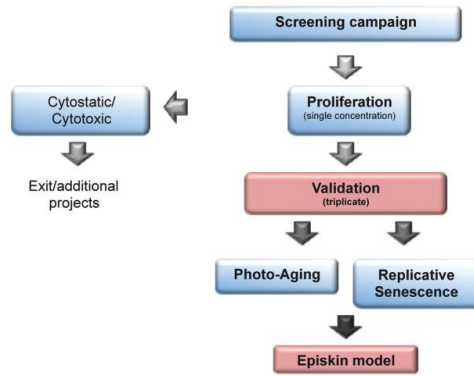 Screening campaign
Cytostatic/
Cytotoxic
Proliferation
(single concentration)
Exit/additional
projects
Validation
(triplicate)
Photo-Aging
Replicative
Senescence
Episkin model